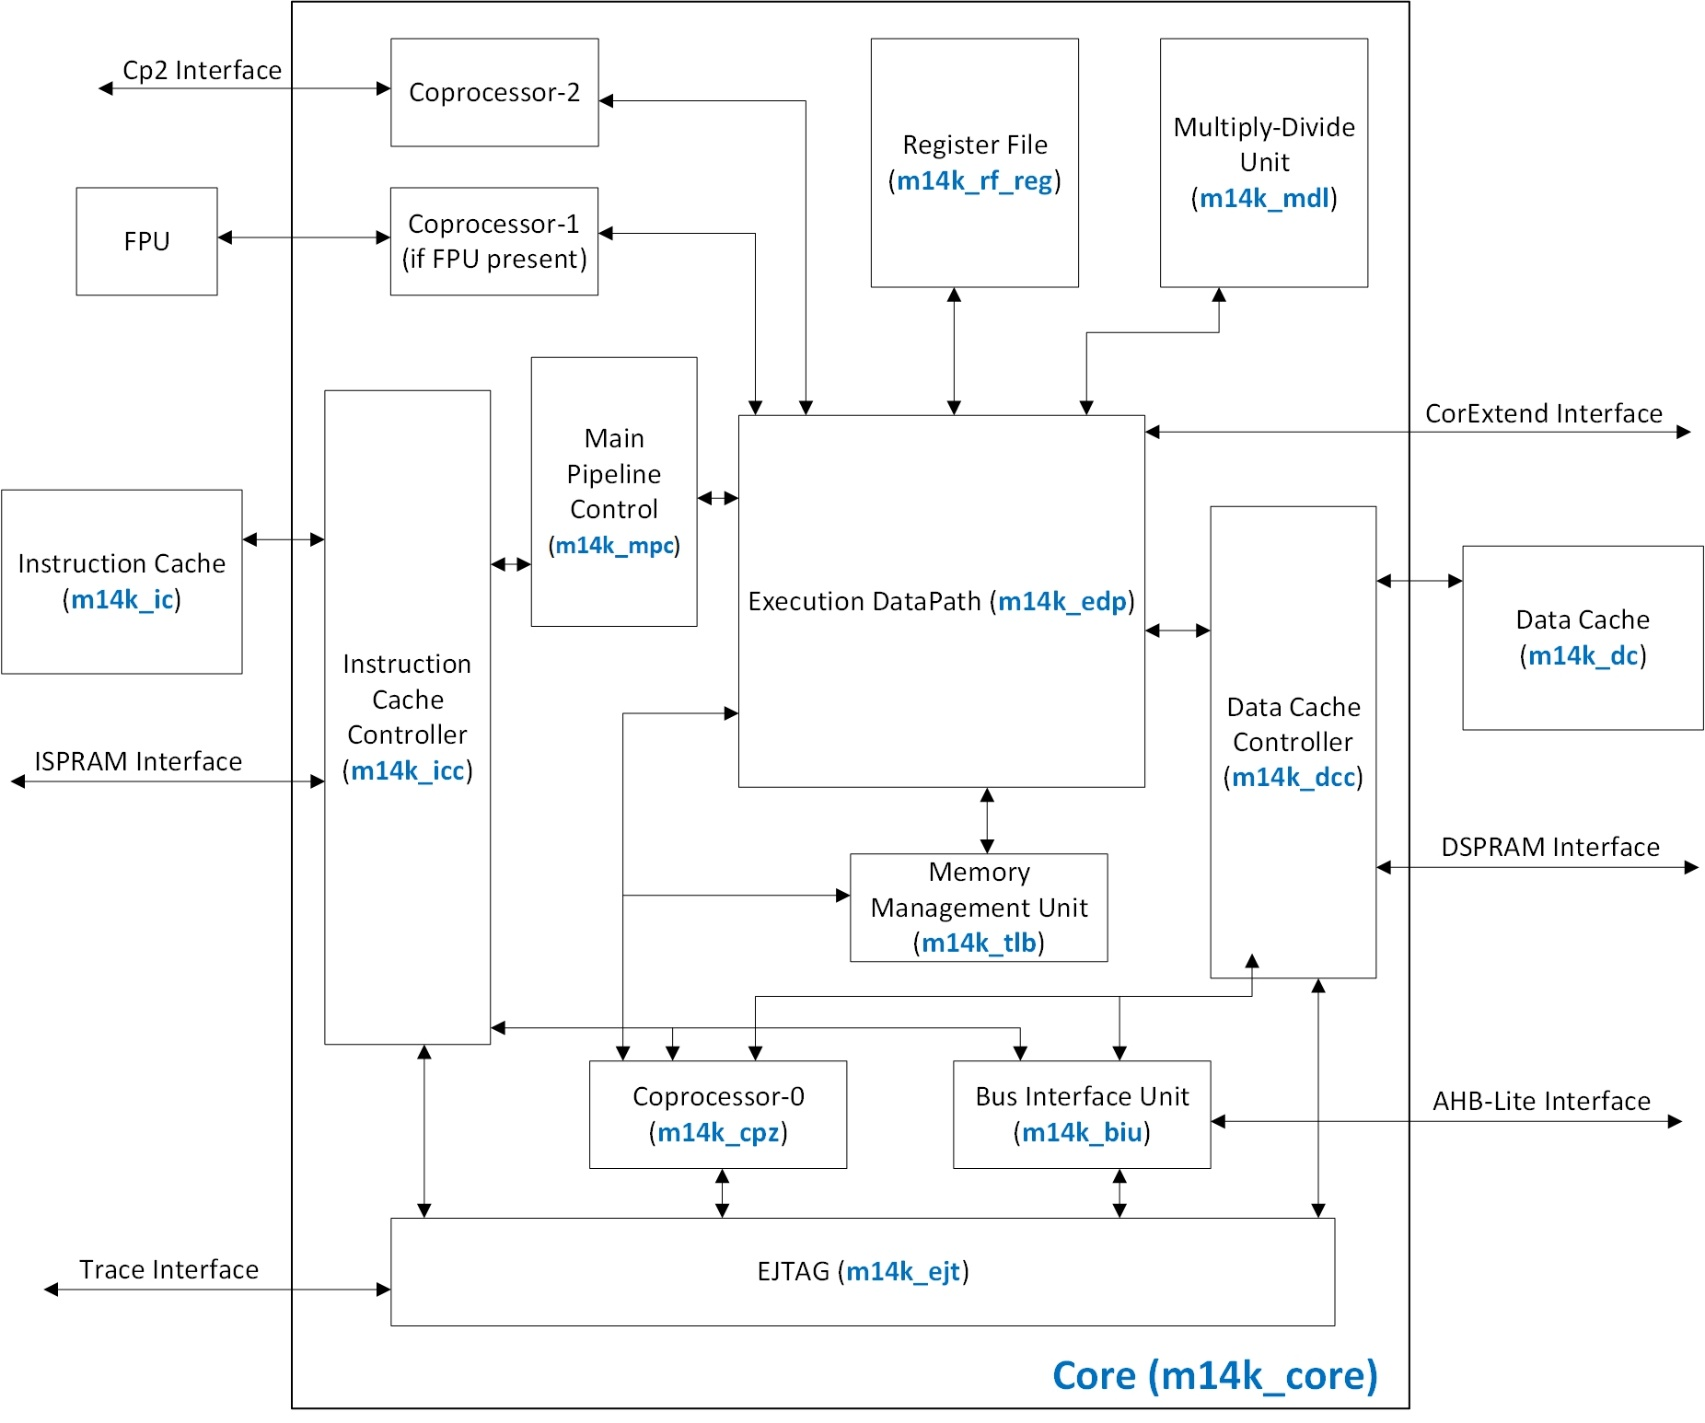 Cp2 Interface
Coprocessor-2
Register File
(m14k_rf_reg)
Multiply-Divide
Unit
(m14k_mdl)
FPU
Coprocessor-1
(if FPU present)
CorExtend Interface
Main
Pipeline
Control
(m14k_mpc)
Instruction Cache
(m14k_ic)
Execution DataPath (m14k_edp)
Data Cache
(m14k_dc)
Instruction
Cache
Controller
(m14k_icc)
Data Cache
Controller
(m14k_dcc)
ISPRAM Interface
DSPRAM Interface
Memory
Management Unit
(m14k_tlb)
Coprocessor-0
(m14k_cpz)
Bus Interface Unit
(m14k_biu)
AHB-Lite Interface
Trace Interface
EJTAG (m14k_ejt)
Core (m14k_core)